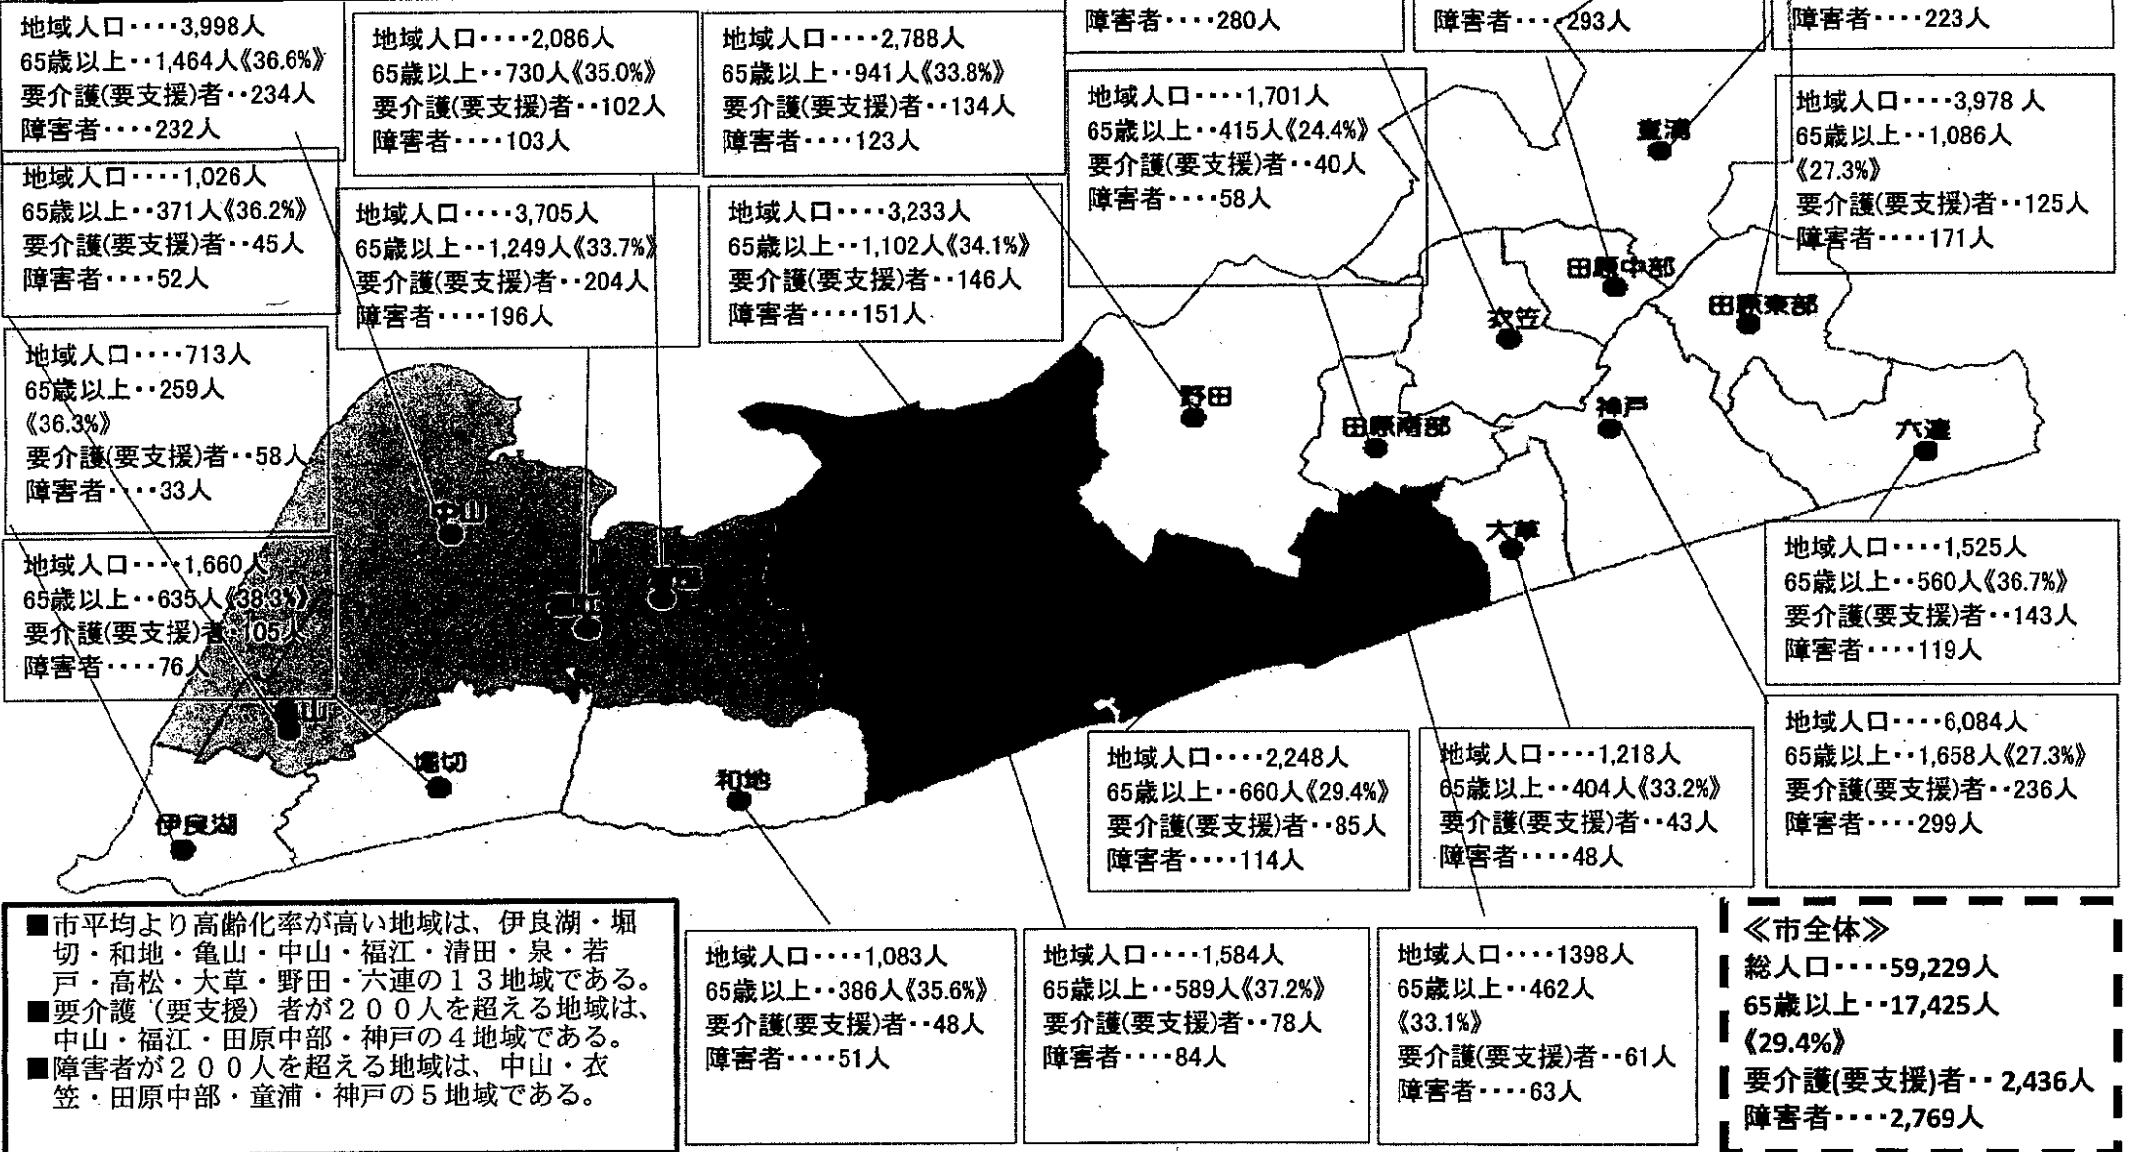 障害者‥‥280人
障害者‥‥293人
障害者‥‥223人
地域人口‥‥3,998人
65歳以上‥1,464人《36.6%》
要介護(要支援)者‥234人
障害者‥‥232人
地域人口‥‥2,086人
65歳以上‥730人《35.0%》
要介護(要支援)者‥102人
障害者‥‥103人
地域人口‥‥2,788人
65歳以上‥941人《33.8%》
要介護(要支援)者‥134人
障害者‥‥123人
地域人口‥‥1,701人
65歳以上‥415人《24.4%》
要介護(要支援)者‥40人
障害者‥‥58人
地域人口‥‥3,978 人
65歳以上‥1,086人
《27.3%》
要介護(要支援)者‥125人
障害者‥‥171人
地域人口‥‥1,026人
65歳以上‥371人《36.2%》
要介護(要支援)者‥45人
障害者‥‥52人
地域人口‥‥3,705人
65歳以上‥1,249人《33.7%》
要介護(要支援)者‥204人
障害者‥‥196人
地域人口‥‥3,233人
65歳以上‥1,102人《34.1%》
要介護(要支援)者‥146人
障害者‥‥151人
地域人口‥‥713人
65歳以上‥259人
《36.3%》
要介護(要支援)者‥58人
障害者‥‥33人
地域人口‥‥1,660人
65歳以上‥635人《38.3%》
要介護(要支援)者‥105人
障害者‥‥76人
童浦
田原中部
田原東部
衣笠
野田
田原南部
神戸
六連
大草
中山
福江
山
堀切
和地
伊良湖
地域人口‥‥1,525人
65歳以上‥560人《36.7%》
要介護(要支援)者‥143人
障害者‥‥119人
地域人口‥‥6,084人
65歳以上‥1,658人《27.3%》
要介護(要支援)者‥236人
障害者‥‥299人
地域人口‥‥2,248人
65歳以上‥660人《29.4%》
要介護(要支援)者‥85人
障害者‥‥114人
地域人口‥‥1,218人
65歳以上‥404人《33.2%》
要介護(要支援)者‥43人
障害者‥‥48人
■市平均より高齢化率が高い地域は、伊良湖・堀
切・和地・亀山・中山・福江・清田・泉・若
戸・高松・大草・野田・六連の１３地域である。
■要介護（要支援）者が２００人を超える地域は、
中山・福江・田原中部・神戸の４地域である。
■障害者が２００人を超える地域は、中山・衣
笠・田原中部・童浦・神戸の５地域である。
地域人口‥‥1,083人
65歳以上‥386人《35.6%》
要介護(要支援)者‥48人
障害者‥‥51人
地域人口‥‥1,584人
65歳以上‥589人《37.2%》
要介護(要支援)者‥78人
障害者‥‥84人
地域人口‥‥1398人
65歳以上‥462人
《33.1%》
要介護(要支援)者‥61人
障害者‥‥63人
≪市全体≫
総人口‥‥59,229人
65歳以上‥17,425人
《29.4%》
要介護(要支援)者‥2,436人
障害者‥‥2,769人